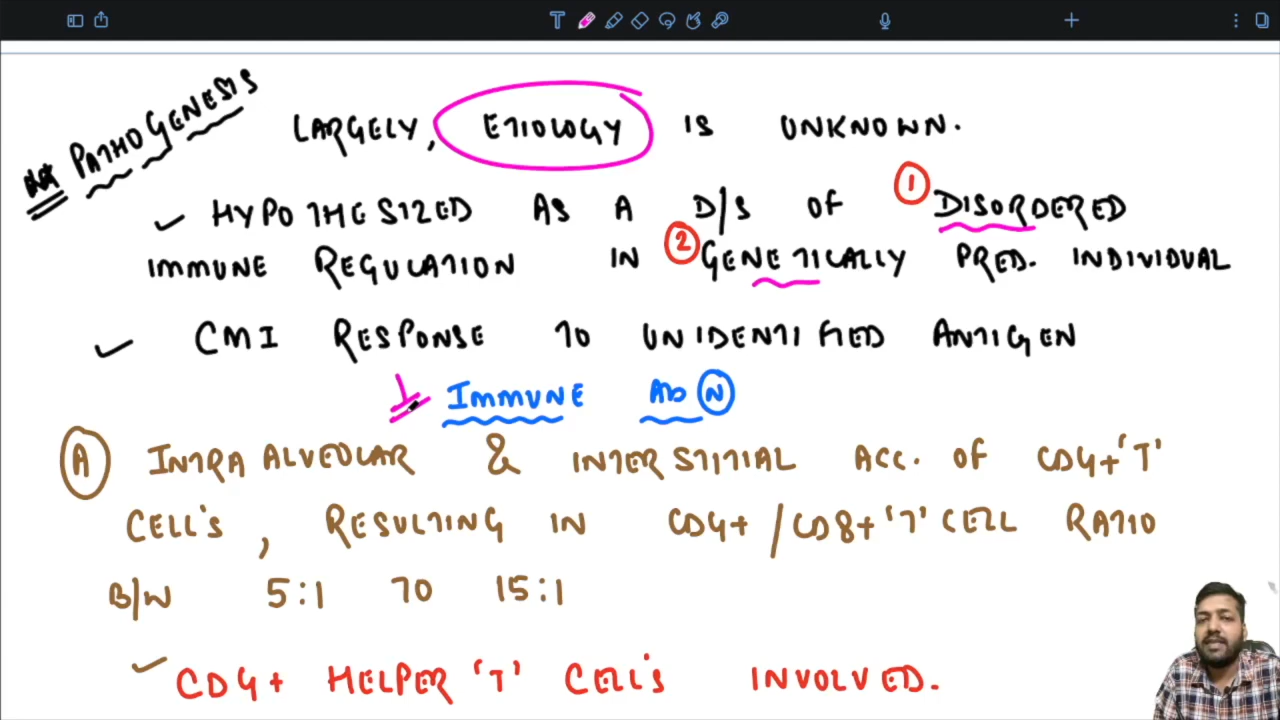 ** PATHOGENESIS
LARGELY, ETIOLOGY IS UNKNOWN.
✓ HYPOTHESIZED AS A D/S OF ① DISORDERED
IMMUNE REGULATION IN ② GENETICALLY PRED. INDIVIDUAL
✓ CMI RESPONSE TO UNIDENTIFIED ANTIGEN
I IMMUNE AbN
A INTRA ALVEOLAR & INTERSTITIAL ACC. OF CD4+ 'T'
CELL'S, RESULTING IN CD4+/CD8+ 'T' CELL RATIO
B/W 5:1 TO 15:1
✓ CD4+ HELPER 'T' CELL'S INVOLVED.